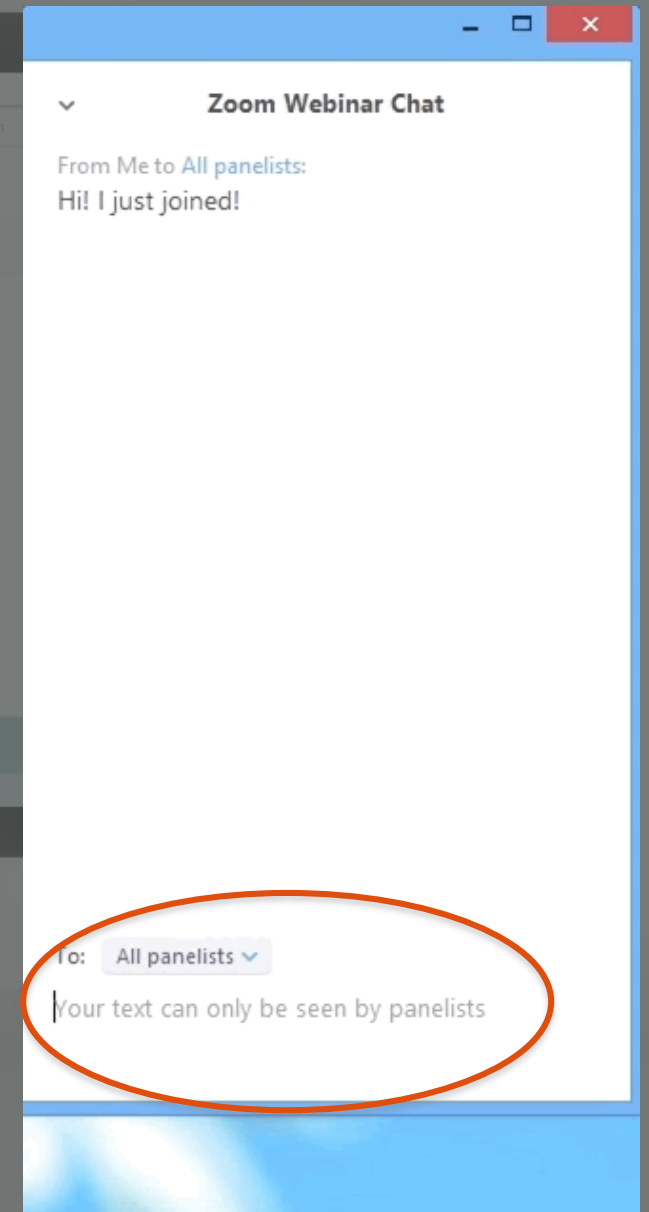 Zoom Webinar Chat
From Me to All panelists:
Hi! I just joined!
To: All panelists
Your text can only be seen by panelists